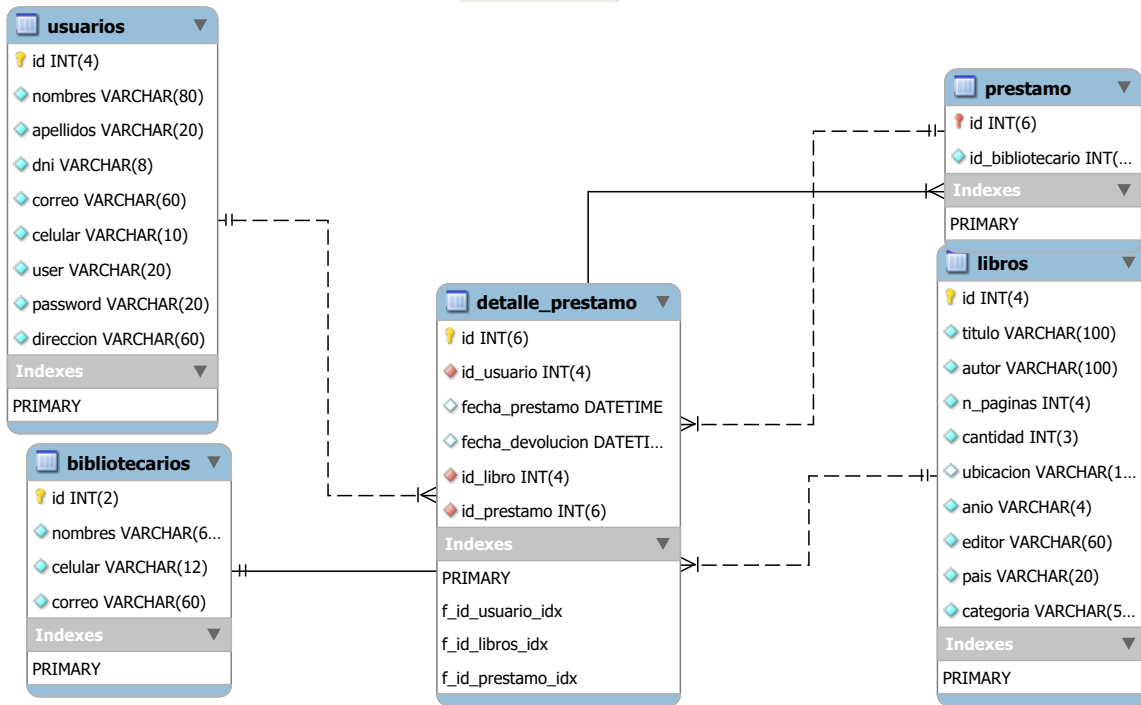 usuarios
id INT(4)
nombres VARCHAR(80)
apellidos VARCHAR(20)
dni VARCHAR(8)
correo VARCHAR(60)
celular VARCHAR(10)
user VARCHAR(20)
password VARCHAR(20)
direccion VARCHAR(60)
Indexes
PRIMARY
bibliotecarios
id INT(2)
nombres VARCHAR(6...
celular VARCHAR(12)
correo VARCHAR(60)
Indexes
PRIMARY
detalle_prestamo
id INT(6)
id_usuario INT(4)
fecha_prestamo DATETIME
fecha_devolucion DATETI...
id_libro INT(4)
id_prestamo INT(6)
Indexes
PRIMARY
f_id_usuario_idx
f_id_libros_idx
f_id_prestamo_idx
prestamo
id INT(6)
id_bibliotecario INT(...
Indexes
PRIMARY
libros
id INT(4)
titulo VARCHAR(100)
autor VARCHAR(100)
n_paginas INT(4)
cantidad INT(3)
ubicacion VARCHAR(1...
anio VARCHAR(4)
editor VARCHAR(60)
pais VARCHAR(20)
categoria VARCHAR(5...
Indexes
PRIMARY